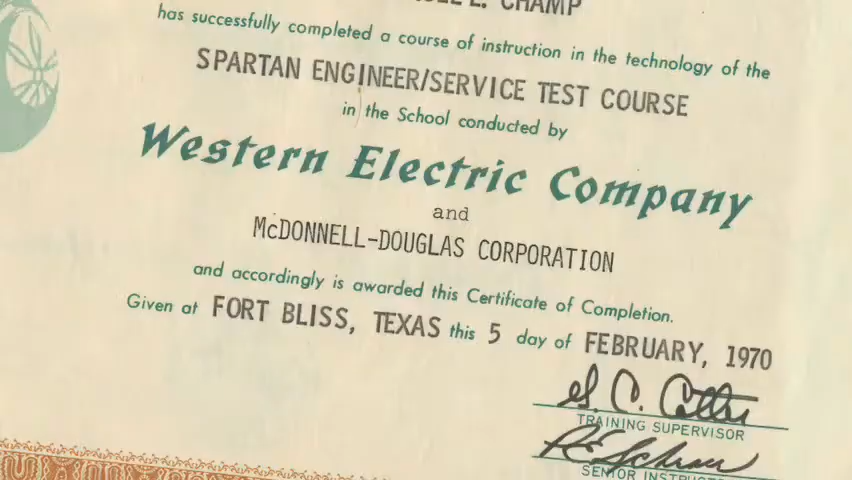 CHAMP
has successfully completed a course of instruction in the technology of the
SPARTAN ENGINEER/SERVICE TEST COURSE
in the School conducted by
Western Electric Company
and
McDONNELL-DOUGLAS CORPORATION
and accordingly is awarded this Certificate of Completion.
Given at FORT BLISS, TEXAS this 5 day of FEBRUARY, 1970
TRAINING SUPERVISOR
SENIOR